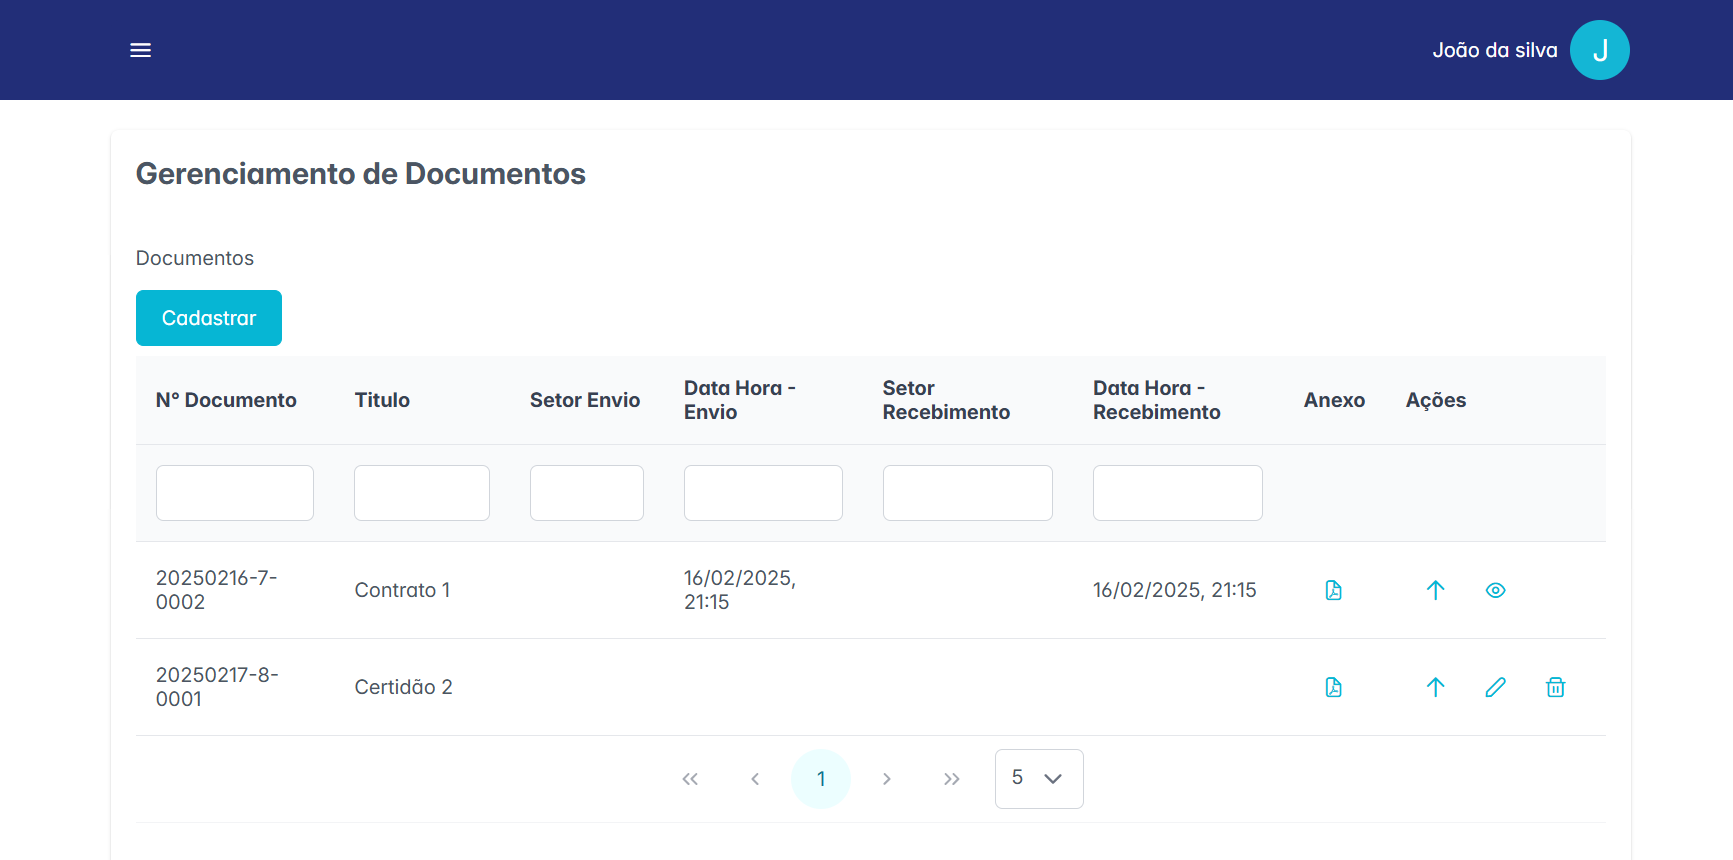 João da silva
J
Gerenciamento de Documentos
Documentos
Cadastrar
N° Documento
Titulo
Setor Envio
Data Hora -
Envio
Setor
Recebimento
Data Hora -
Recebimento
Anexo
Ações
20250216-7-
0002
Contrato 1
16/02/2025,
21:15
16/02/2025, 21:15
20250217-8-
0001
Certidão 2
1
5